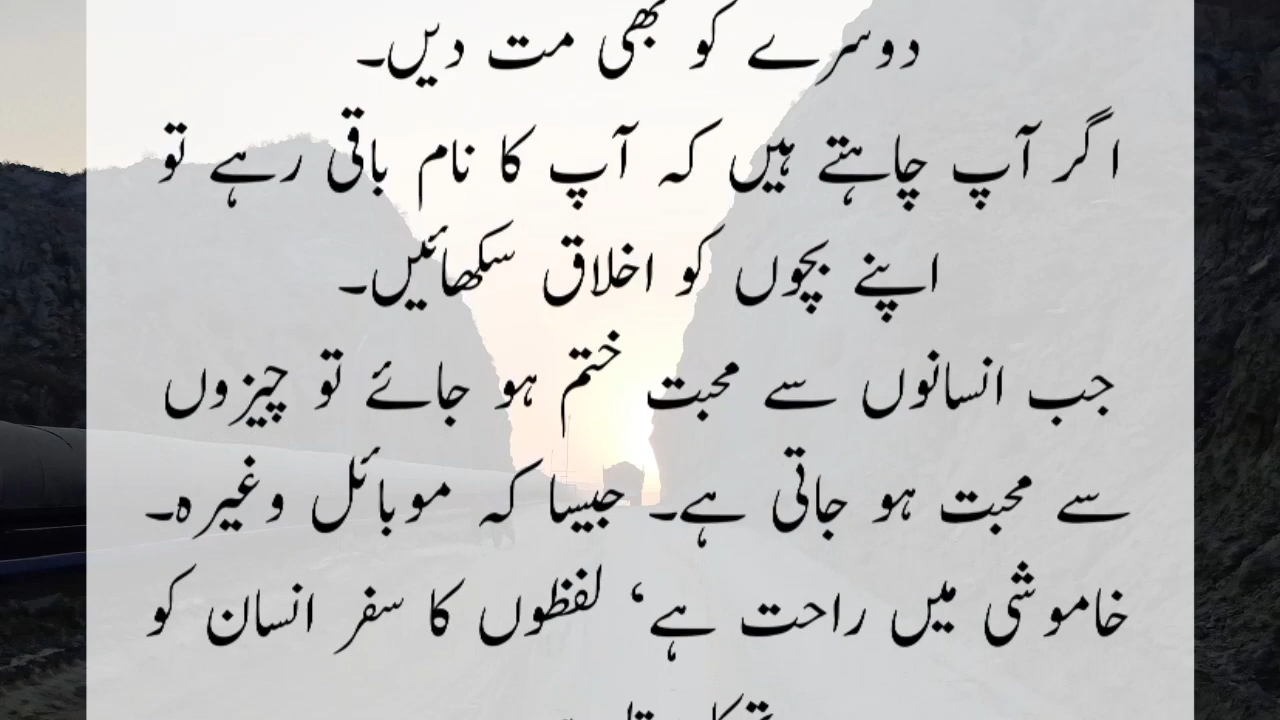 دوسرے کو بھی مت دیں۔
اگر آپ چاہتے ہیں کہ آپ کا نام باقی رہے تو
اپنے بچوں کو اخلاق سکھائیں۔
جب انسانوں سے محبت ختم ہو جائے تو چیزوں
سے محبت ہو جاتی ہے۔ جیسا کہ موبائل وغیرہ۔
خاموشی میں راحت ہے، لفظوں کا سفر انسان کو